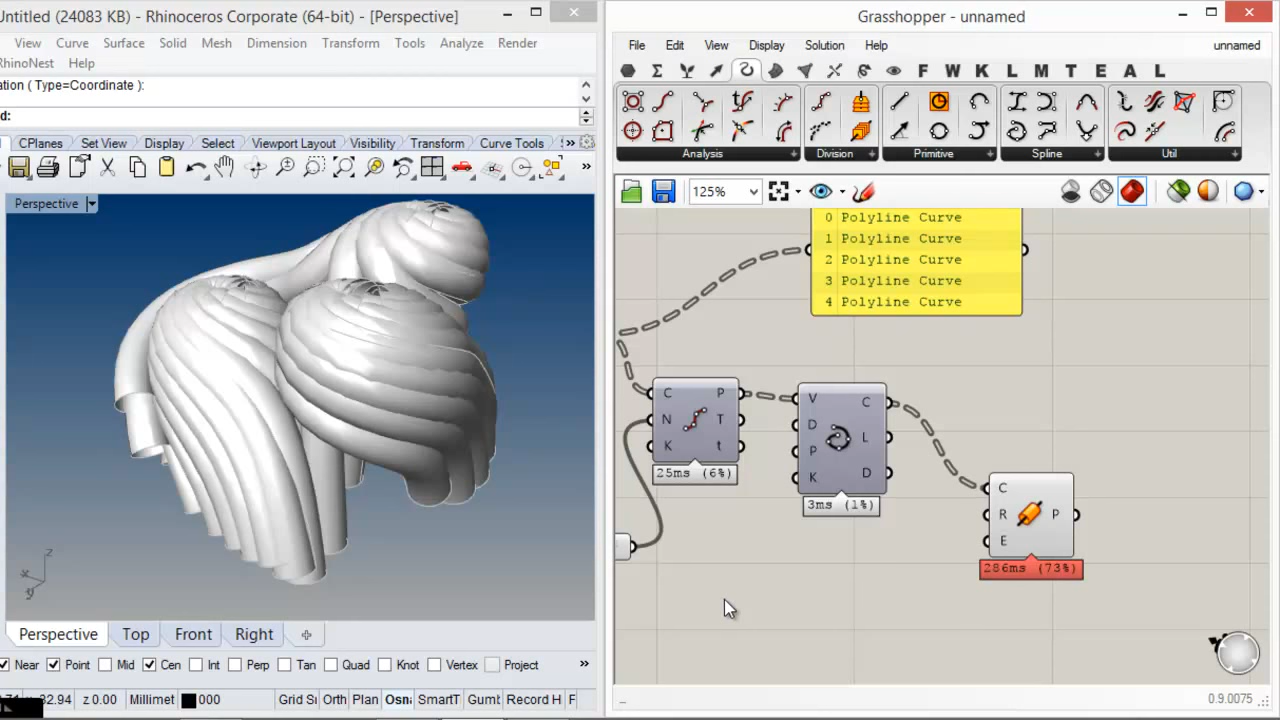 Untitled (24083 KB) - Rhinoceros Corporate (64-bit) - [Perspective]
View Curve Surface Solid Mesh Dimension Transform Tools Analyze Render
RhinoNest Help
ation ( Type=Coordinate ):
d:
CPlanes Set View Display Select Viewport Layout Visibility Transform Curve Tools »
Perspective
z
x
y
Perspective Top Front Right
Near Point Mid Cen Int Perp Tan Quad Knot Vertex Project »
32.94 z 0.00 Millimet 000 Grid Orth Plan Osna SmartT Gumb Record H F
Grasshopper - unnamed
File Edit View Display Solution Help unnamed
F W K L M T E A L
Analysis Division Primitive Spline Util
125%
0 Polyline Curve
1 Polyline Curve
2 Polyline Curve
3 Polyline Curve
4 Polyline Curve
C P
N T
K t
25ms (6%)
V C
D
P L
K D
3ms (1%)
C
R P
E
286ms (73%)
0.9.0075